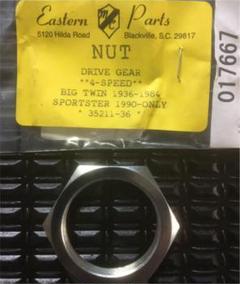 Eastern Parts
5120 Hilda Road Blackville, S.C. 29817
NUT
DRIVE GEAR
**4-SPEED**
BIG TWIN 1936-1984
SPORTSTER 1990-ONLY
* 35211-36 *
017667